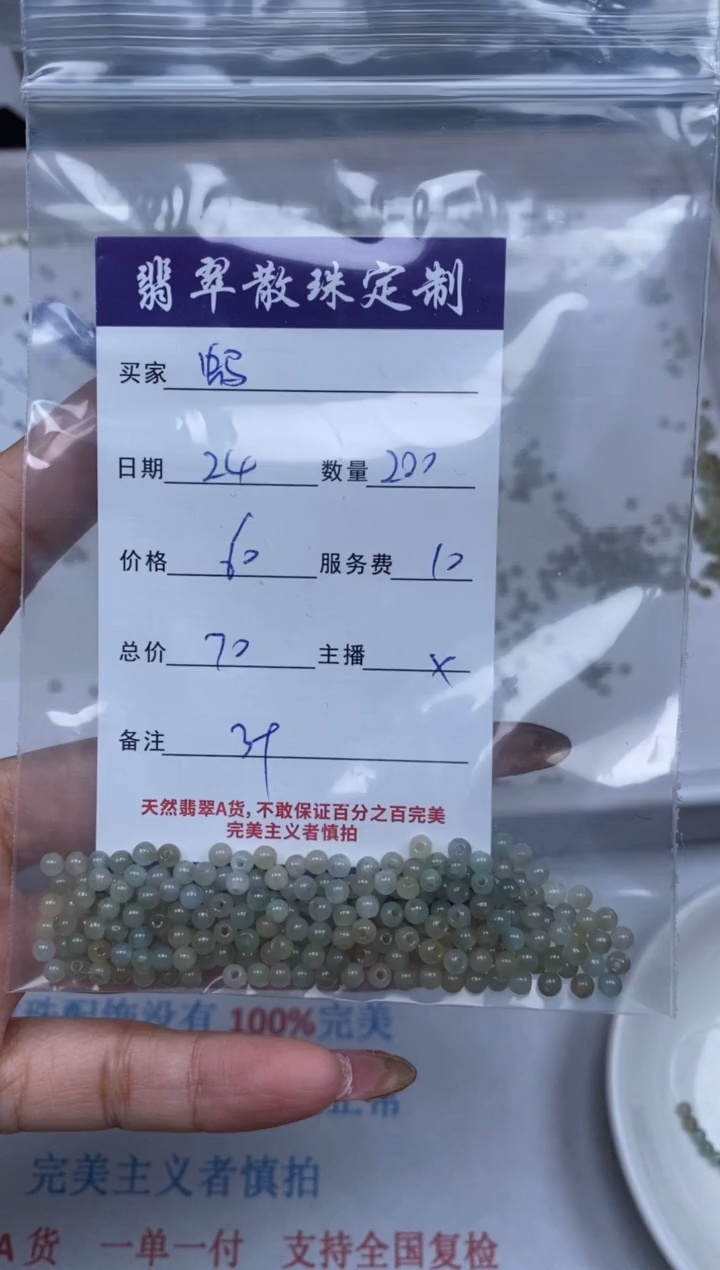 翡翠散珠定制
买家
日期 24 数量 200
价格 60 服务费 10
总价 70 主播 x
备注
天然翡翠A货,不敢保证百分之百完美
完美主义者慎拍
珠配饰没有 100%完美
完美主义者慎拍
A货 一单一付 支持全国复检